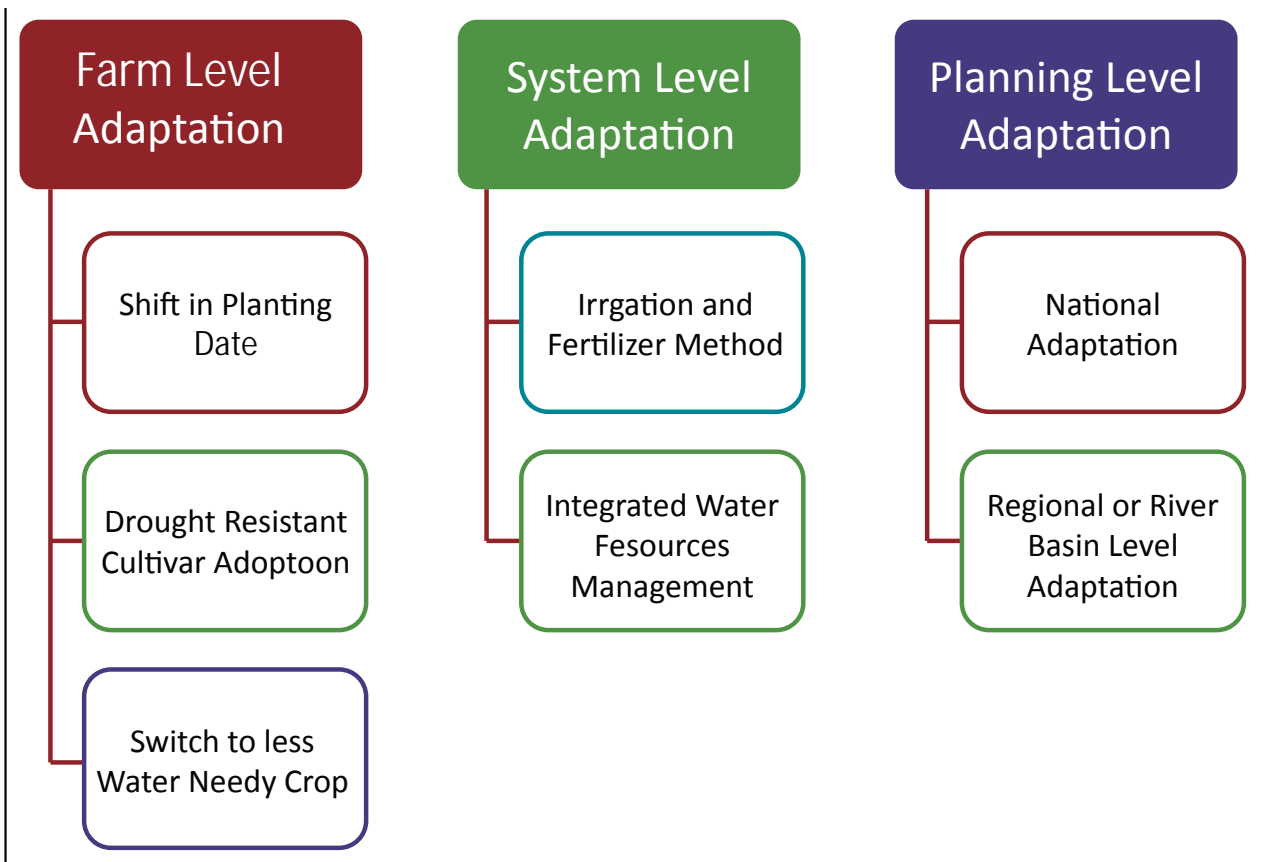 Farm Level
Adaptation
Shift in Planting
Date
Drought Resistant
Cultivar Adoptoon
Switch to less
Water Needy Crop
System Level
Adaptation
Irrgation and
Fertilizer Method
Integrated Water
Fesources
Management
Planning Level
Adaptation
National
Adaptation
Regional or River
Basin Level
Adaptation